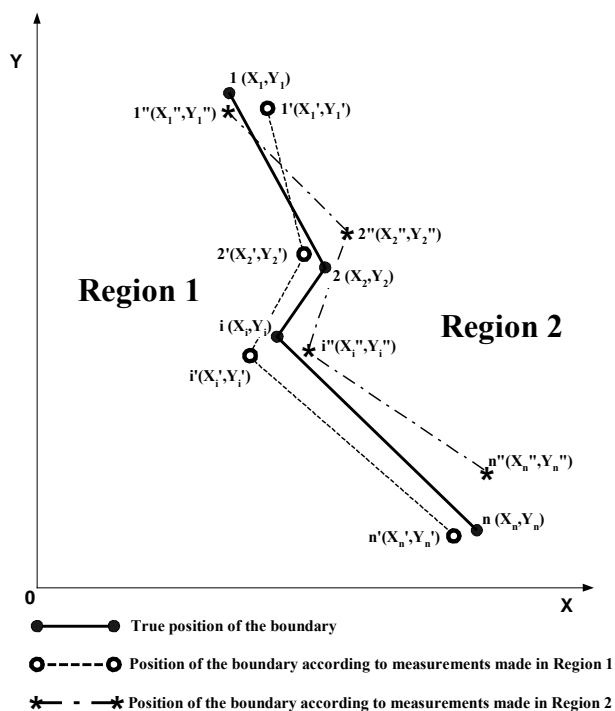 Y
1 (X1,Y1)
1"(X1",Y1")
1'(X1',Y1')
2"(X2",Y2")
2'(X2',Y2')
2 (X2,Y2)
Region 1
Region 2
i (Xi,Yi)
i"(Xi",Yi")
i'(Xi',Yi')
n"(Xn",Yn")
n (Xn,Yn)
n'(Xn',Yn')
0
X
True position of the boundary
Position of the boundary according to measurements made in Region 1
Position of the boundary according to measurements made in Region 2